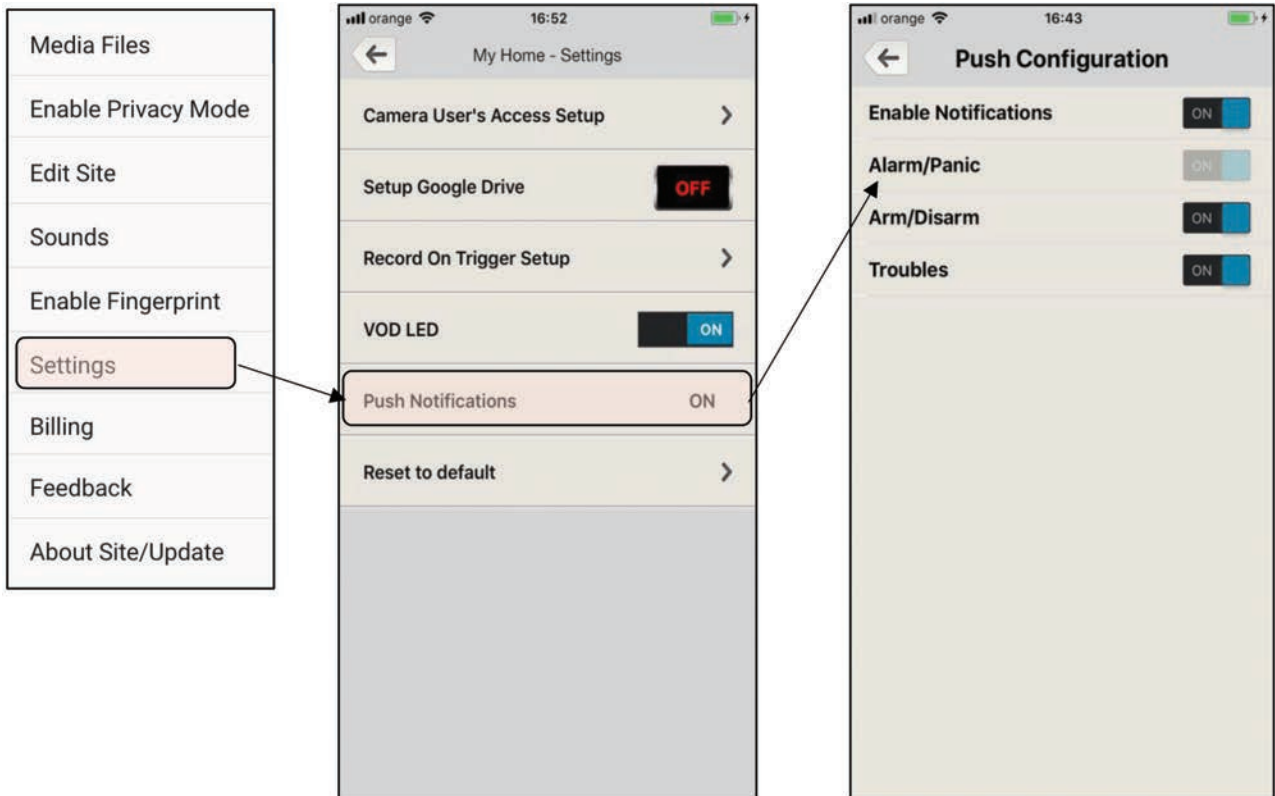 Media Files
Enable Privacy Mode
Edit Site
Sounds
Enable Fingerprint
Settings
Billing
Feedback
About Site/Update
orange 16:52
My Home - Settings
Camera User's Access Setup
Setup Google Drive OFF
Record On Trigger Setup
VOD LED ON
Push Notifications ON
Reset to default
orange 16:43
Push Configuration
Enable Notifications ON
Alarm/Panic ON
Arm/Disarm ON
Troubles ON